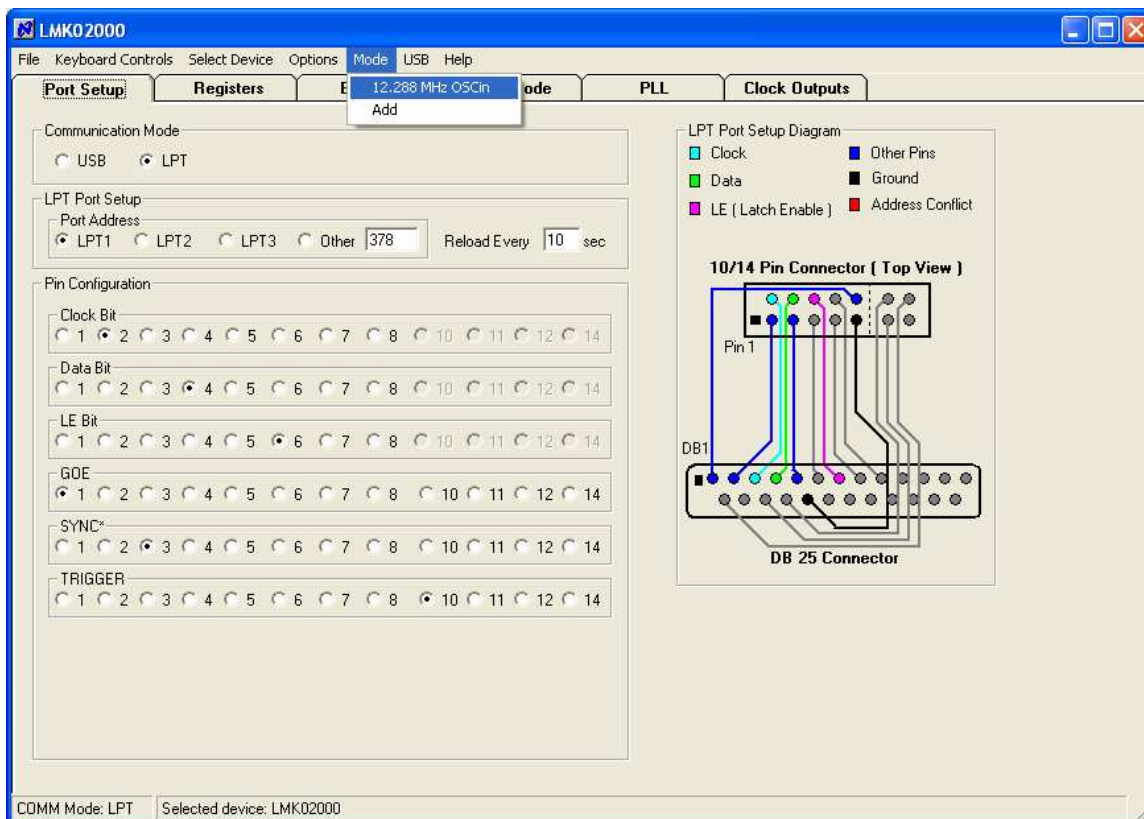 LMK02000
File Keyboard Controls Select Device Options Mode USB Help
12.288 MHz OSCin
Add
Port Setup Registers ode PLL Clock Outputs
Communication Mode
USB LPT
LPT Port Setup
Port Address
LPT1 LPT2 LPT3 Other 378 Reload Every 10 sec
Pin Configuration
Clock Bit
1 2 3 4 5 6 7 8 10 11 12 14
Data Bit
1 2 3 4 5 6 7 8 10 11 12 14
LE Bit
1 2 3 4 5 6 7 8 10 11 12 14
GOE
1 2 3 4 5 6 7 8 10 11 12 14
SYNC*
1 2 3 4 5 6 7 8 10 11 12 14
TRIGGER
1 2 3 4 5 6 7 8 10 11 12 14
LPT Port Setup Diagram
Clock Other Pins
Data Ground
LE ( Latch Enable ) Address Conflict
10/14 Pin Connector ( Top View )
Pin 1
DB1
DB 25 Connector
COMM Mode: LPT Selected device: LMK02000